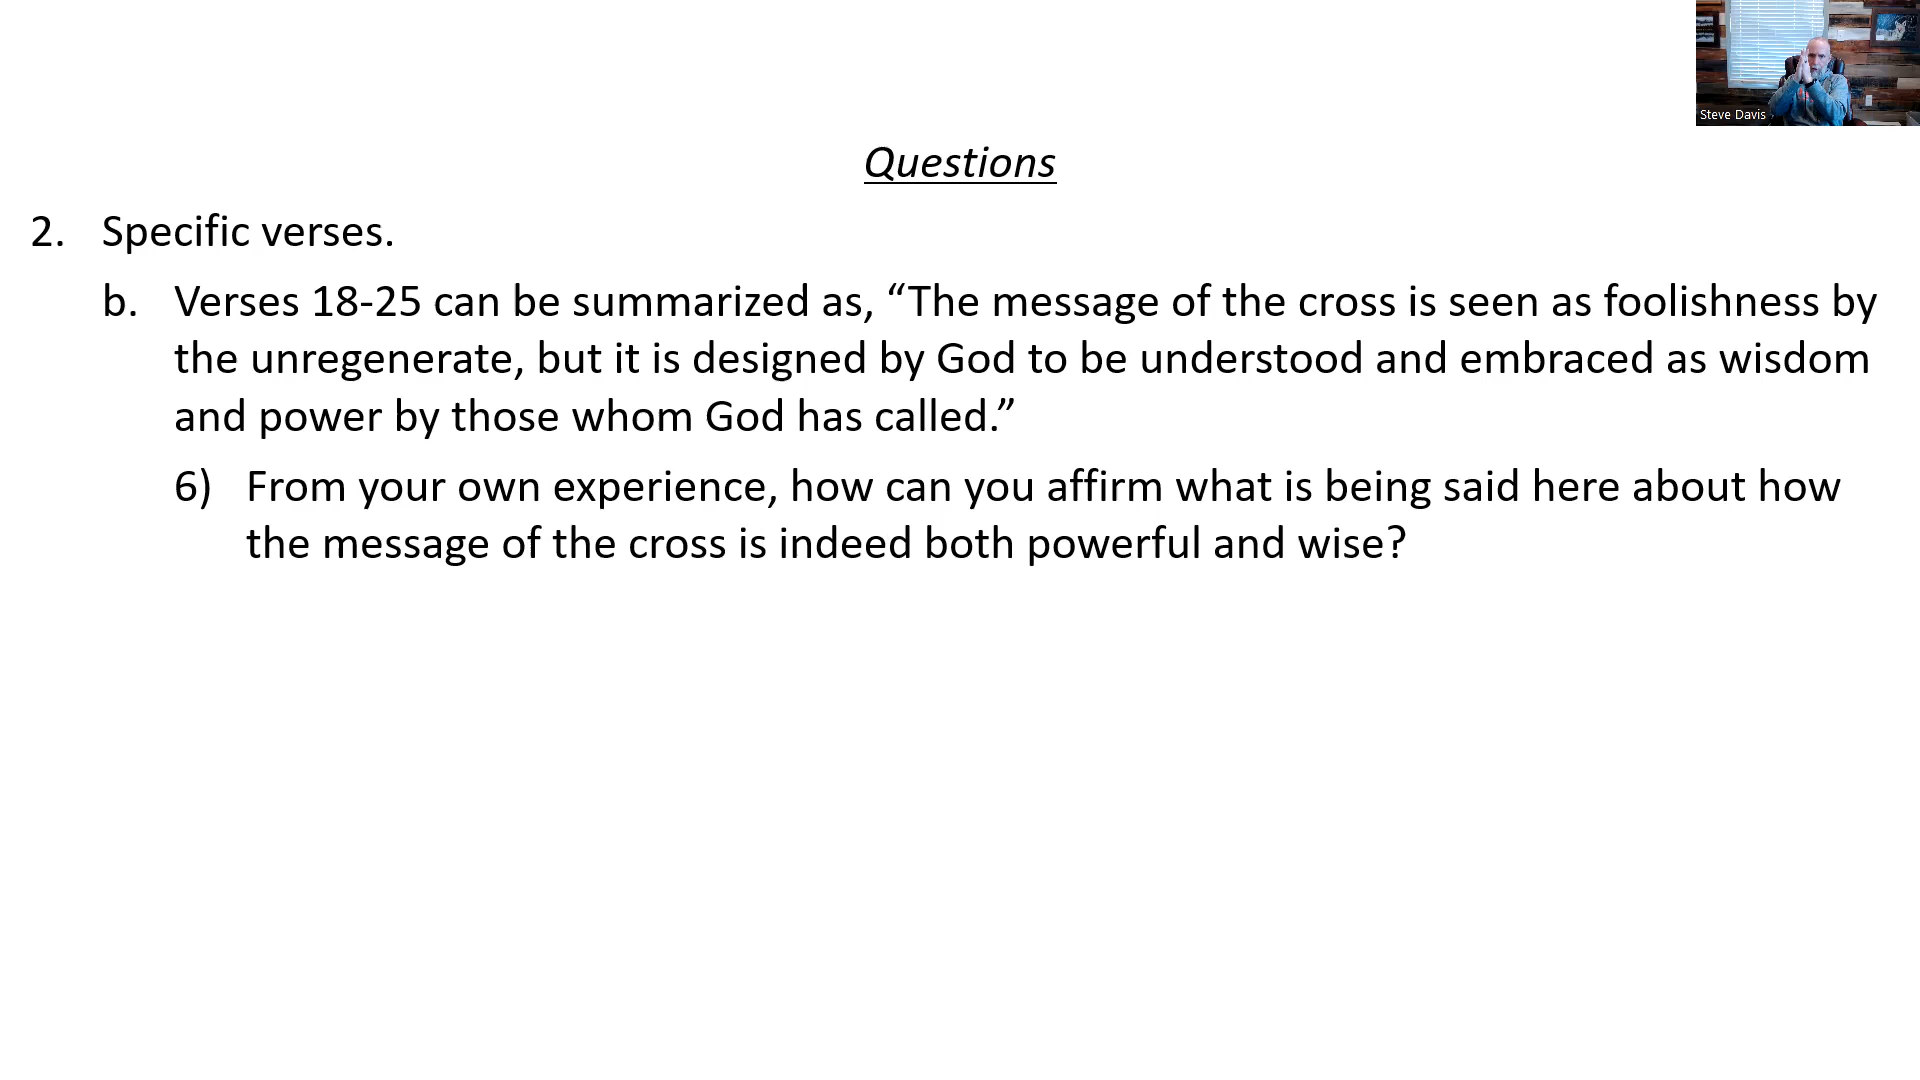 Steve Davis
Questions
2. Specific verses.
b. Verses 18-25 can be summarized as, “The message of the cross is seen as foolishness by
the unregenerate, but it is designed by God to be understood and embraced as wisdom
and power by those whom God has called.”
6) From your own experience, how can you affirm what is being said here about how
the message of the cross is indeed both powerful and wise?